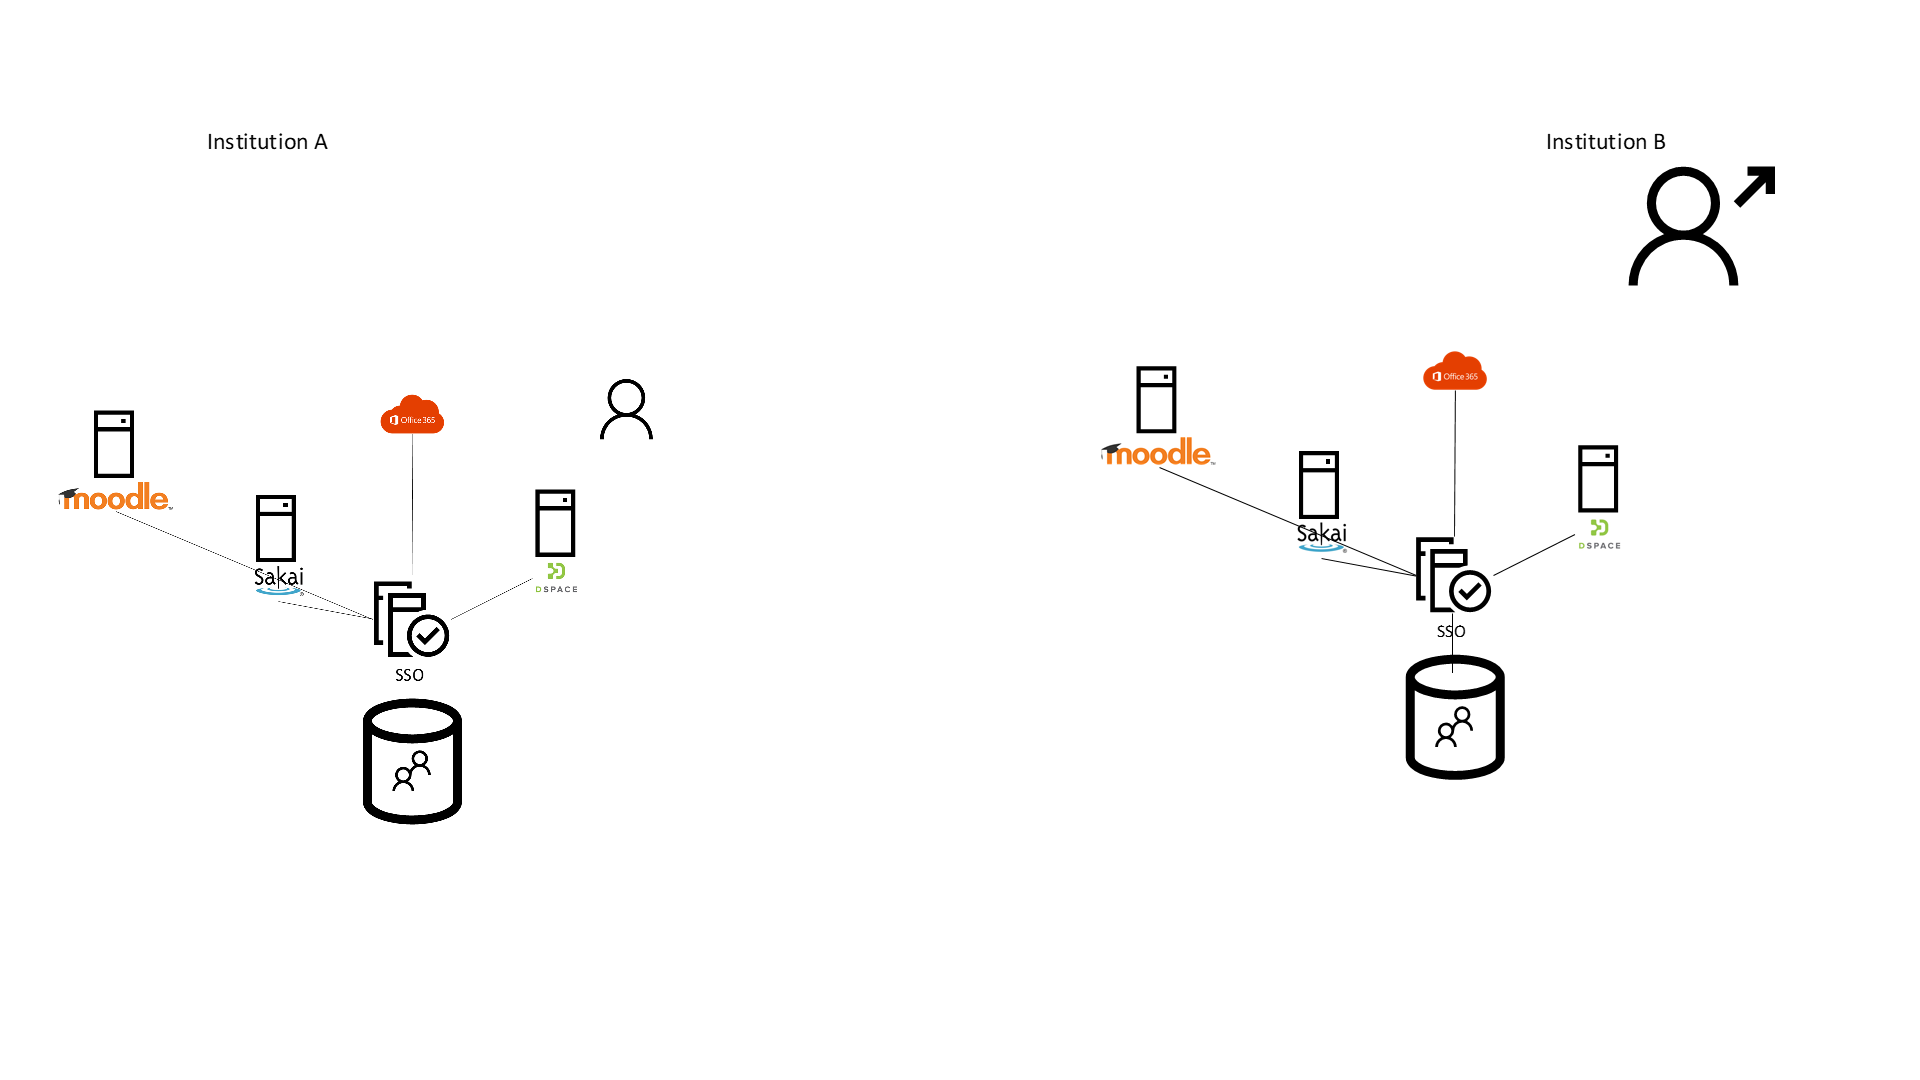 Institution A
Institution B
Office 365
moodle
Sakai
DSPACE
SSO
Office 365
moodle
Sakai
DSPACE
SSO